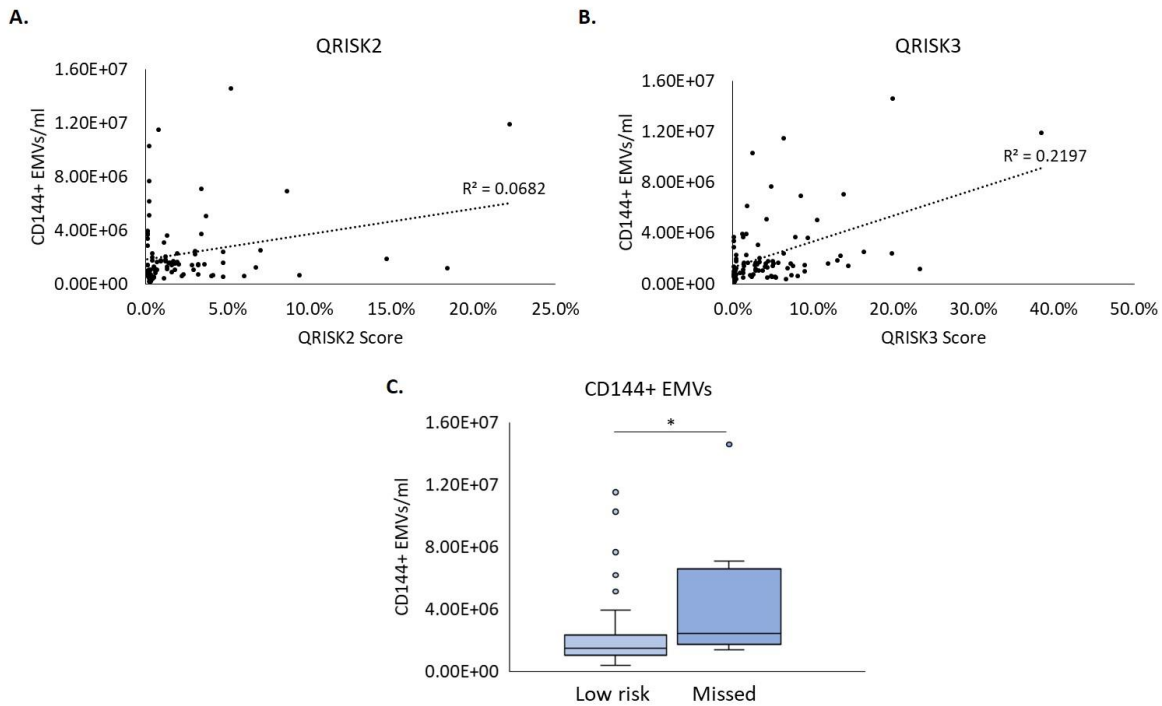 A.
QRISK2
CD144+ EMVs/ml
1.60E+07
1.20E+07
8.00E+06
4.00E+06
0.00E+00
R² = 0.0682
0.0% 5.0% 10.0% 15.0% 20.0% 25.0%
QRISK2 Score
B.
QRISK3
CD144+ EMVs/ml
1.60E+07
1.20E+07
8.00E+06
4.00E+06
0.00E+00
R² = 0.2197
0.0% 10.0% 20.0% 30.0% 40.0% 50.0%
QRISK3 Score
C.
CD144+ EMVs
CD144+ EMVs/ml
1.60E+07
1.20E+07
8.00E+06
4.00E+06
0.00E+00
*
Low risk Missed